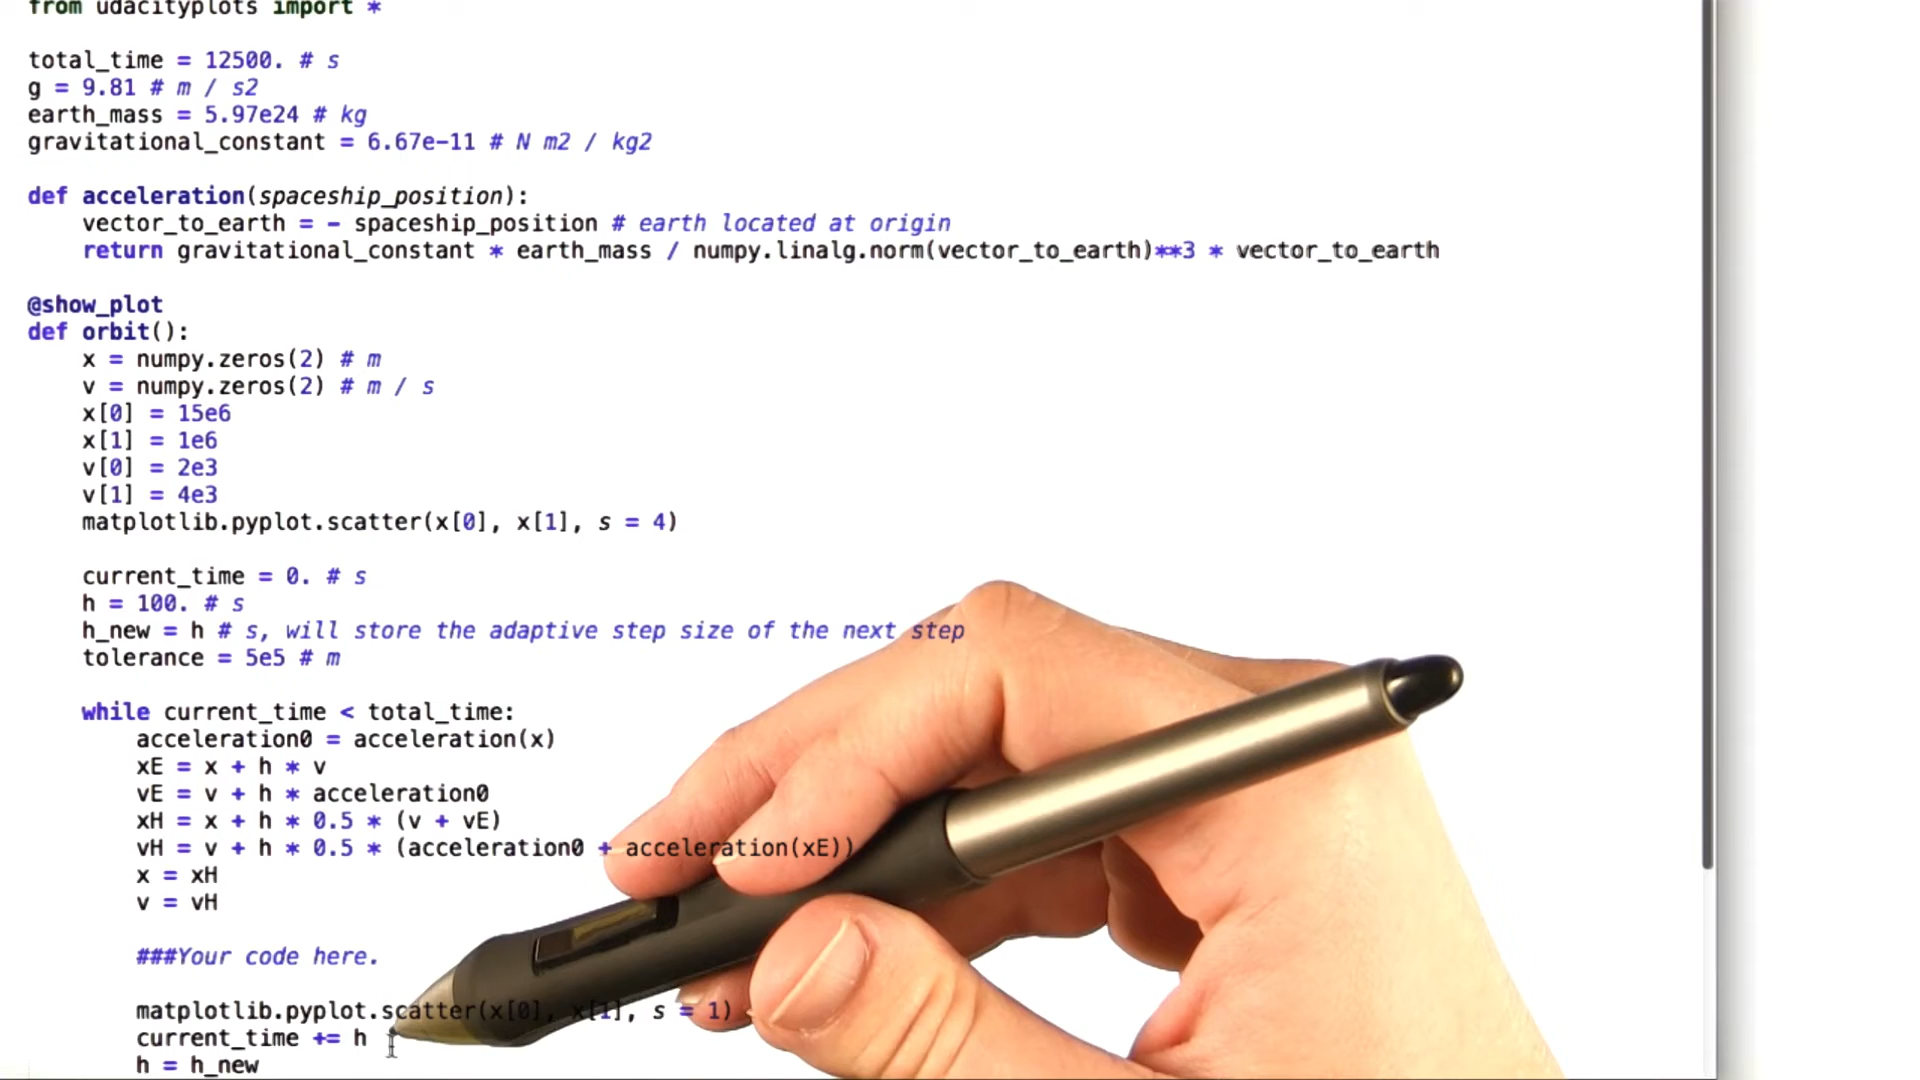 from udacityplots import *
total_time = 12500. # s
g = 9.81 # m / s2
earth_mass = 5.97e24 # kg
gravitational_constant = 6.67e-11 # N m2 / kg2
def acceleration(spaceship_position):
vector_to_earth = - spaceship_position # earth located at origin
return gravitational_constant * earth_mass / numpy.linalg.norm(vector_to_earth)**3 * vector_to_earth
@show_plot
def orbit():
x = numpy.zeros(2) # m
v = numpy.zeros(2) # m / s
x[0] = 15e6
x[1] = 1e6
v[0] = 2e3
v[1] = 4e3
matplotlib.pyplot.scatter(x[0], x[1], s = 4)
current_time = 0. # s
h = 100. # s
h_new = h # s, will store the adaptive step size of the next step
tolerance = 5e5 # m
while current_time < total_time:
acceleration0 = acceleration(x)
xE = x + h * v
vE = v + h * acceleration0
xH = x + h * 0.5 * (v + vE)
vH = v + h * 0.5 * (acceleration0 + acceleration(xE))
x = xH
v = vH
###Your code here.
matplotlib.pyplot.scatter(x[0], x[1], s = 1)
current_time += h
h = h_new